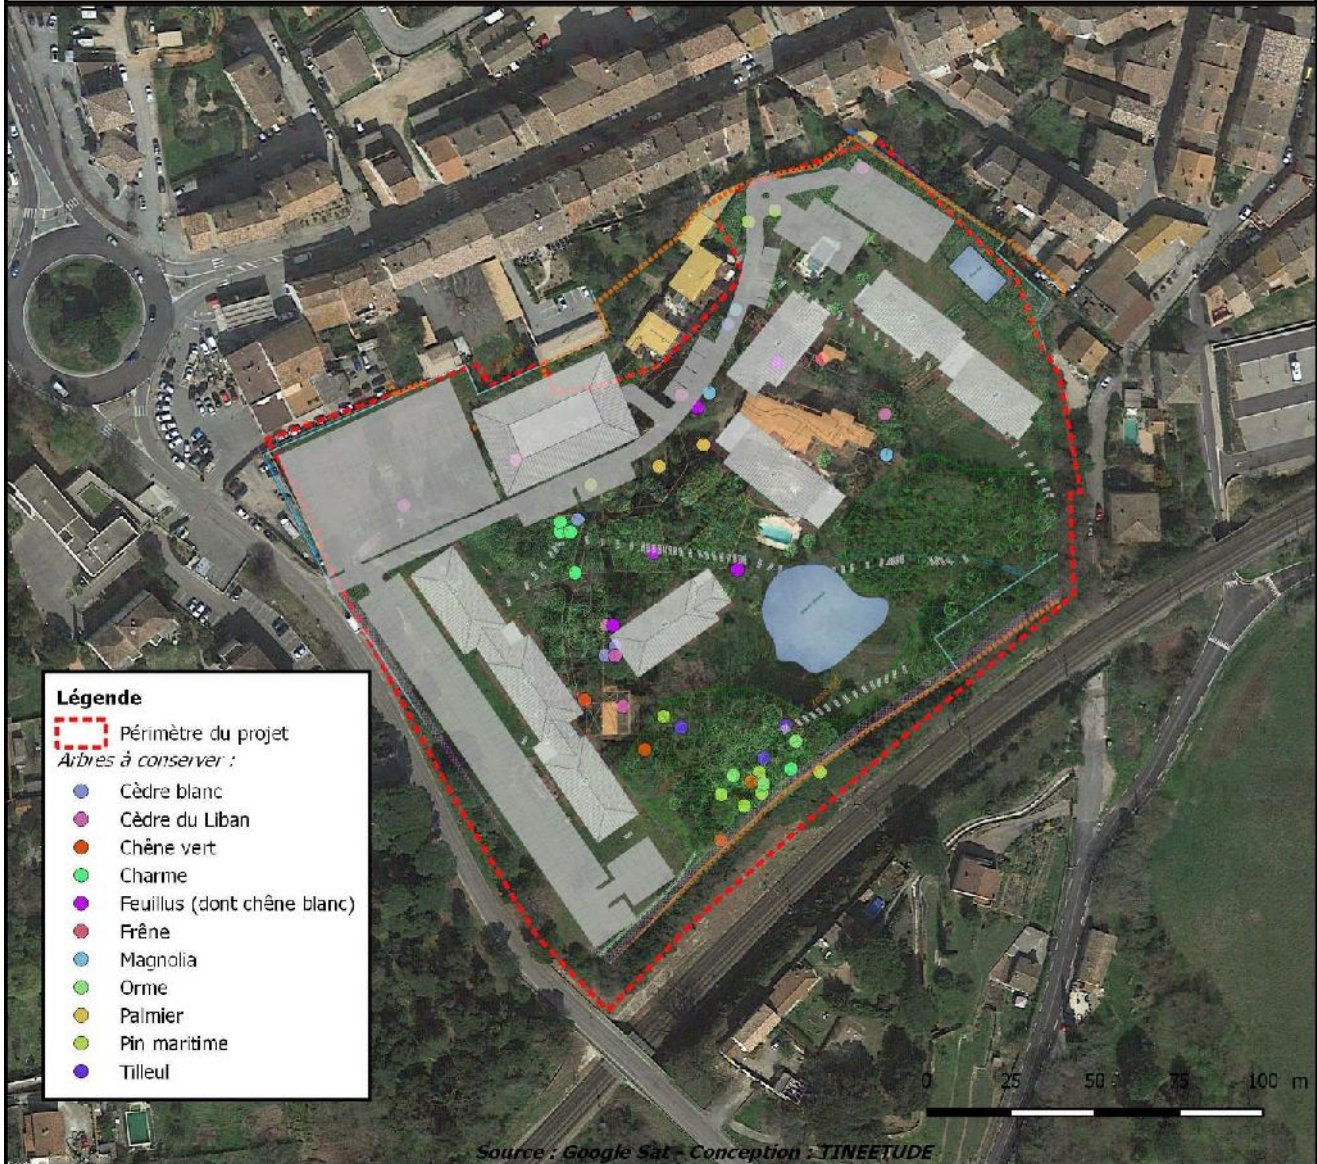 Légende
Périmètre du projet
Arbres à conserver :
Cèdre blanc
Cèdre du Liban
Chêne vert
Charme
Feuillus (dont chêne blanc)
Frêne
Magnolia
Orme
Palmier
Pin maritime
Tilleul
0 25 50 75 100 m
Source : Google Sat - Conception : TINEETUDE